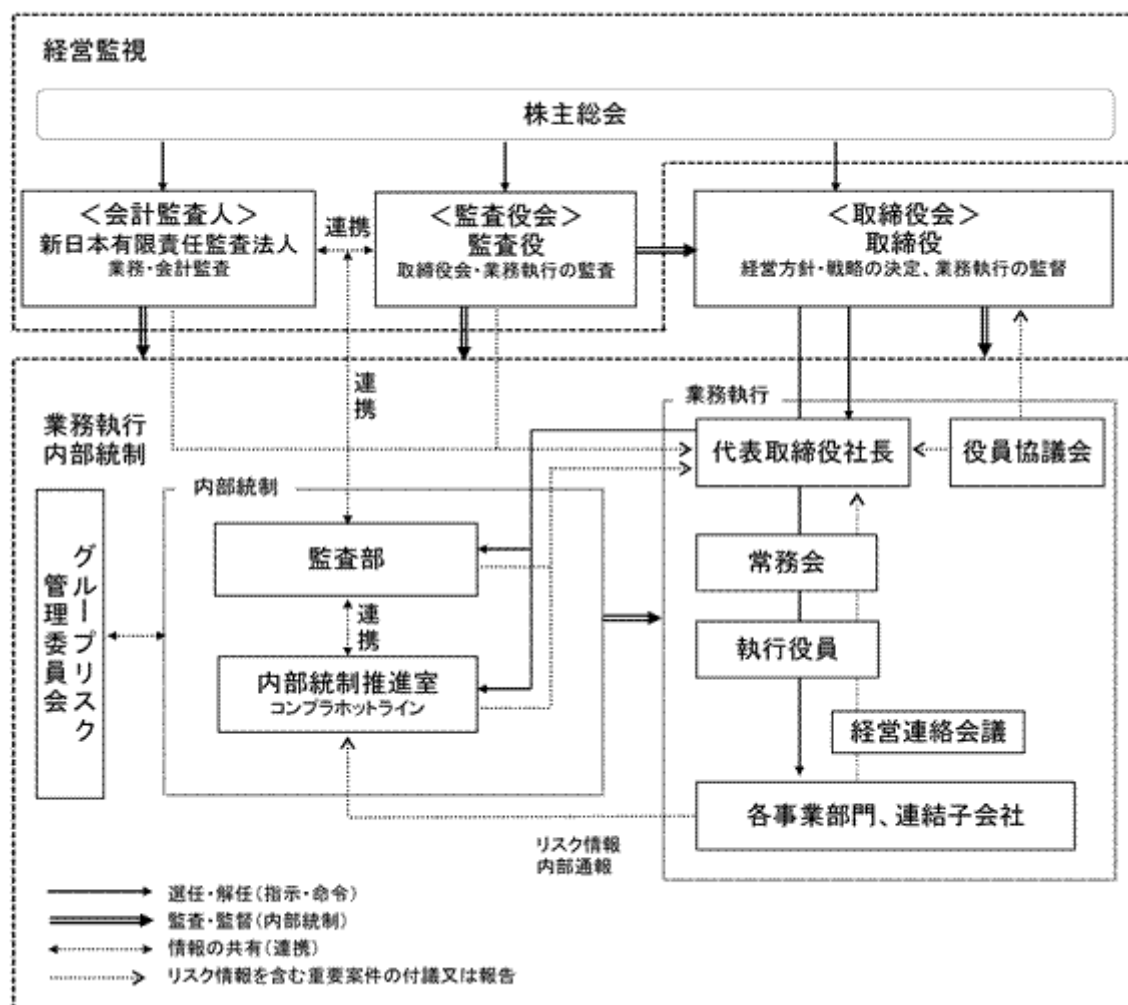 経営監視
株主総会
＜会計監査人＞
新日本有限責任監査法人
業務・会計監査
連携
＜監査役会＞
監査役
取締役会・業務執行の監査
＜取締役会＞
取締役
経営方針・戦略の決定、業務執行の監督
連携
業務執行
内部統制
業務執行
代表取締役社長
役員協議会
グループリスク
管理委員会
内部統制
監査部
連携
内部統制推進室
コンプラホットライン
常務会
執行役員
経営連絡会議
各事業部門、連結子会社
リスク情報
内部通報
選任・解任（指示・命令）
監査・監督（内部統制）
情報の共有（連携）
リスク情報を含む重要案件の付議又は報告